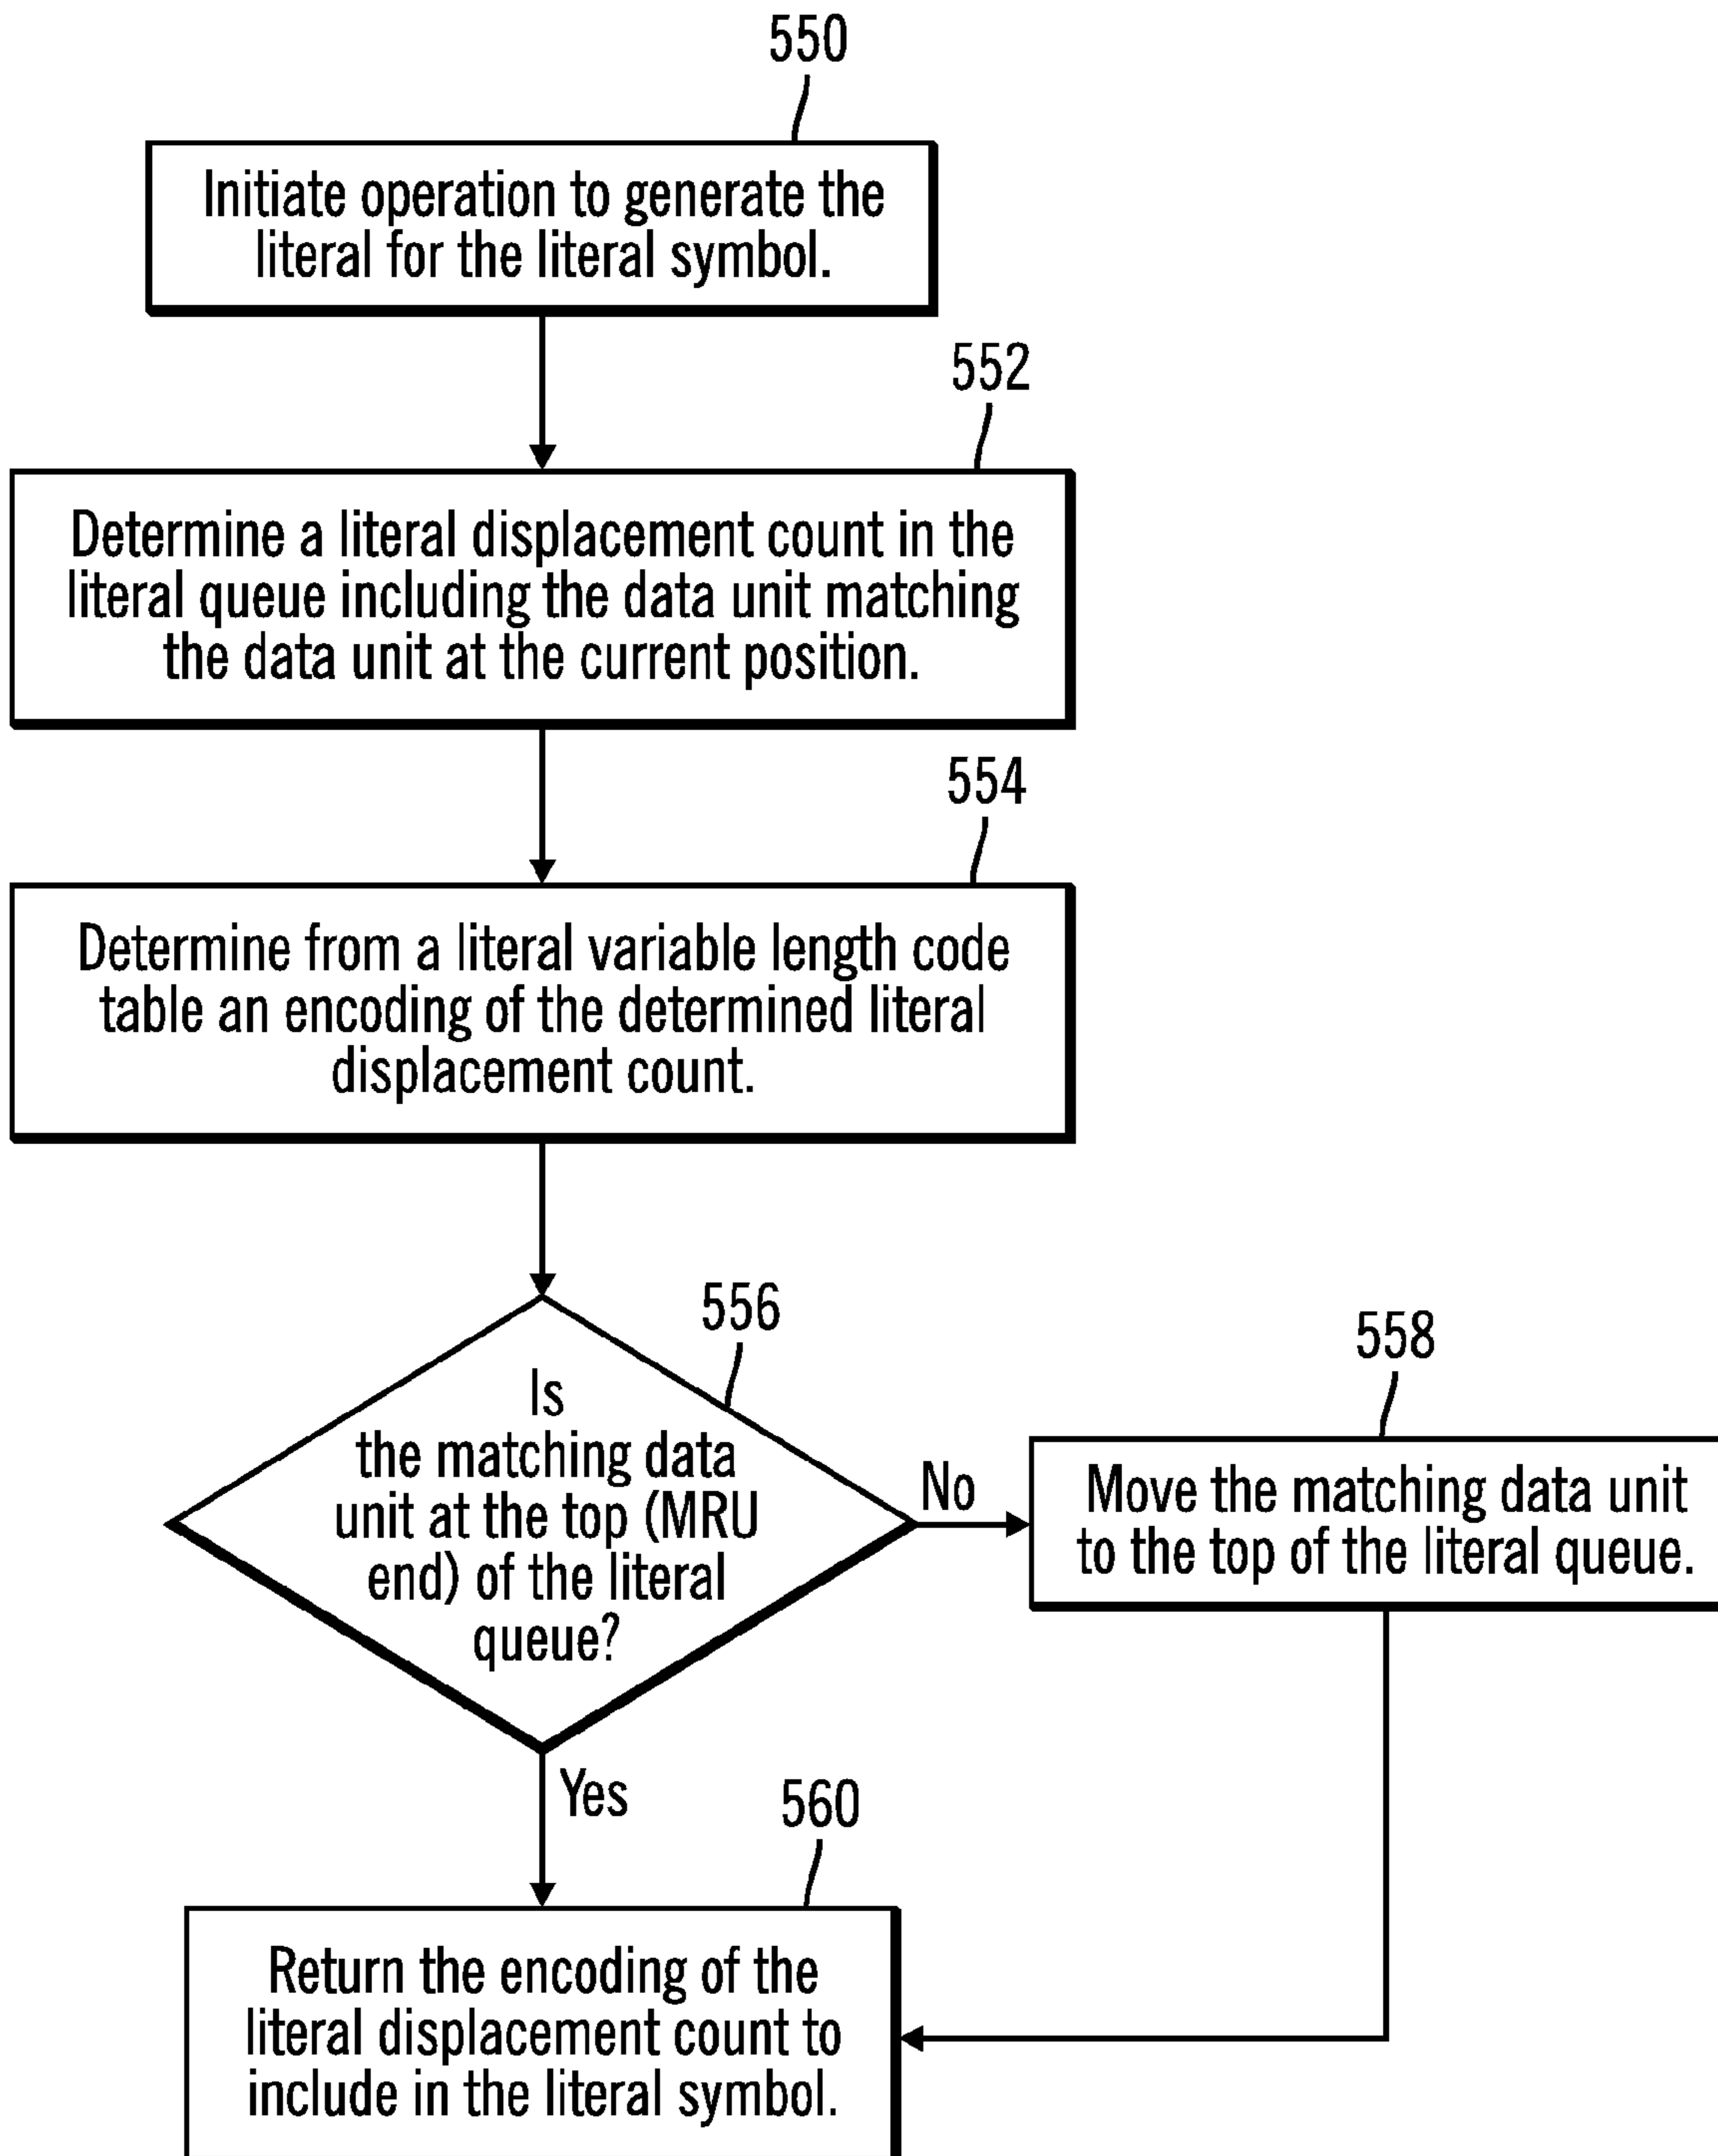 550
Initiate operation to generate the
literal for the literal symbol.
552
Determine a literal displacement count in the
literal queue including the data unit matching
the data unit at the current position.
554
Determine from a literal variable length code
table an encoding of the determined literal
displacement count.
556
Is
the matching data
unit at the top (MRU
end) of the literal
queue?
No
558
Move the matching data unit
to the top of the literal queue.
Yes
560
Return the encoding of the
literal displacement count to
include in the literal symbol.